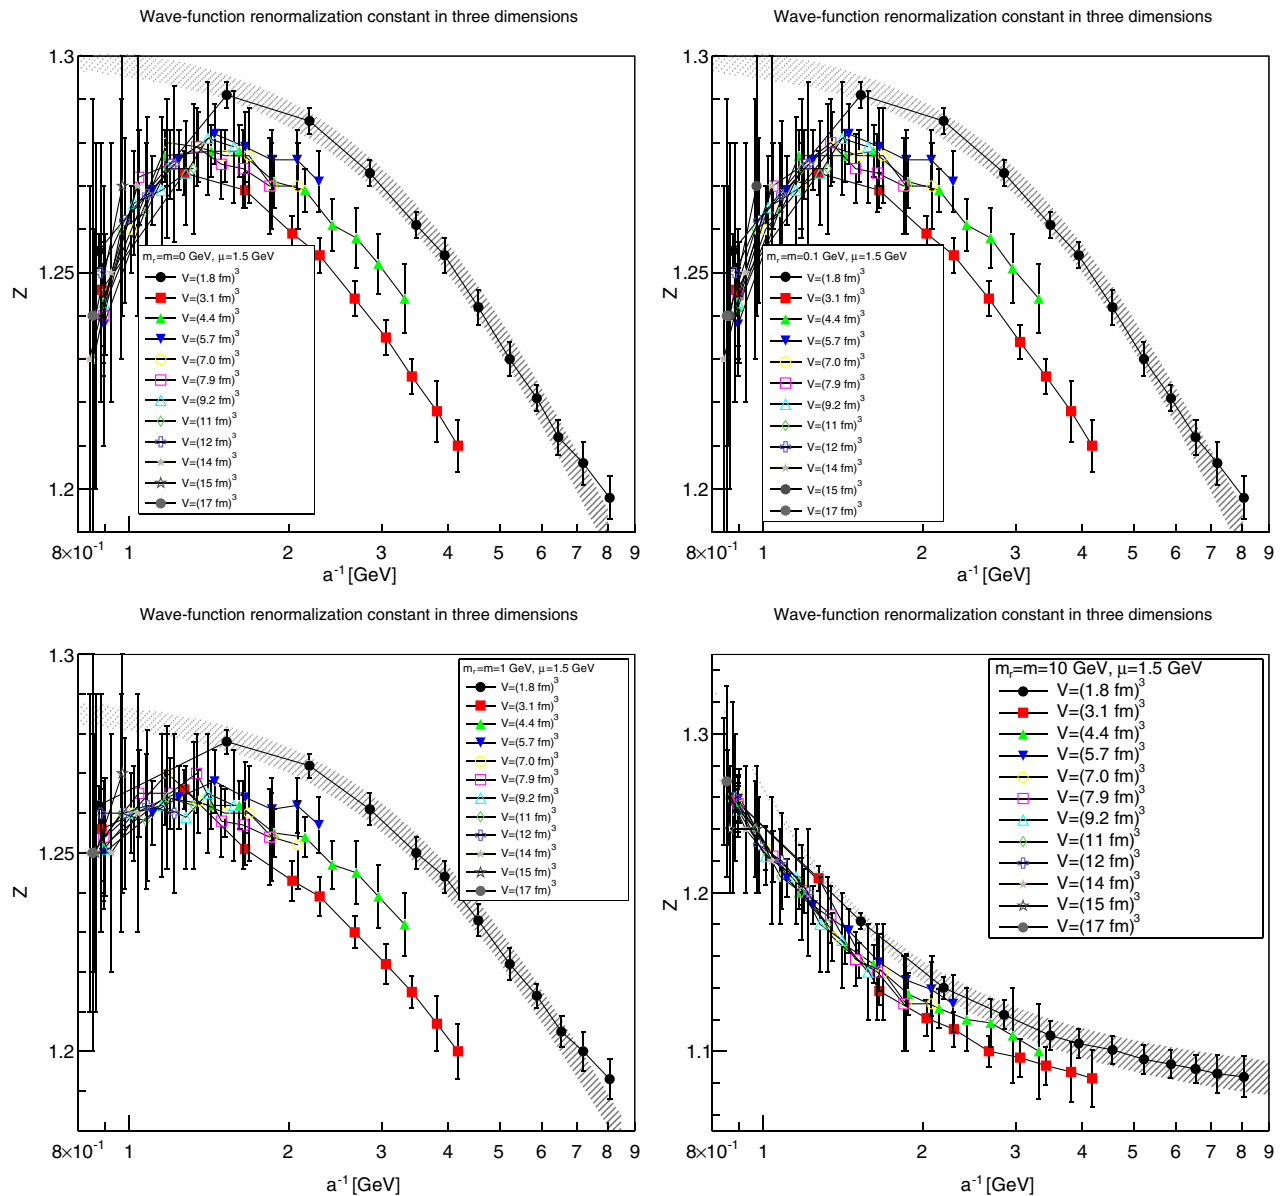 Wave-function renormalization constant in three dimensions
1.3
1.25
1.2
Z
m_r=m=0 GeV, μ=1.5 GeV
V=(1.8 fm)^3
V=(3.1 fm)^3
V=(4.4 fm)^3
V=(5.7 fm)^3
V=(7.0 fm)^3
V=(7.9 fm)^3
V=(9.2 fm)^3
V=(11 fm)^3
V=(12 fm)^3
V=(14 fm)^3
V=(15 fm)^3
V=(17 fm)^3
8×10^-1 1 2 3 4 5 6 7 8 9
a^-1 [GeV]
Wave-function renormalization constant in three dimensions
1.3
1.25
1.2
Z
m_r=m=0.1 GeV, μ=1.5 GeV
V=(1.8 fm)^3
V=(3.1 fm)^3
V=(4.4 fm)^3
V=(5.7 fm)^3
V=(7.0 fm)^3
V=(7.9 fm)^3
V=(9.2 fm)^3
V=(11 fm)^3
V=(12 fm)^3
V=(14 fm)^3
V=(15 fm)^3
V=(17 fm)^3
8×10^-1 1 2 3 4 5 6 7 8 9
a^-1 [GeV]
Wave-function renormalization constant in three dimensions
1.3
1.25
1.2
Z
m_r=m=1 GeV, μ=1.5 GeV
V=(1.8 fm)^3
V=(3.1 fm)^3
V=(4.4 fm)^3
V=(5.7 fm)^3
V=(7.0 fm)^3
V=(7.9 fm)^3
V=(9.2 fm)^3
V=(11 fm)^3
V=(12 fm)^3
V=(14 fm)^3
V=(15 fm)^3
V=(17 fm)^3
8×10^-1 1 2 3 4 5 6 7 8 9
a^-1 [GeV]
Wave-function renormalization constant in three dimensions
1.3
1.2
1.1
Z
m_r=m=10 GeV, μ=1.5 GeV
V=(1.8 fm)^3
V=(3.1 fm)^3
V=(4.4 fm)^3
V=(5.7 fm)^3
V=(7.0 fm)^3
V=(7.9 fm)^3
V=(9.2 fm)^3
V=(11 fm)^3
V=(12 fm)^3
V=(14 fm)^3
V=(15 fm)^3
V=(17 fm)^3
8×10^-1 1 2 3 4 5 6 7 8 9
a^-1 [GeV]